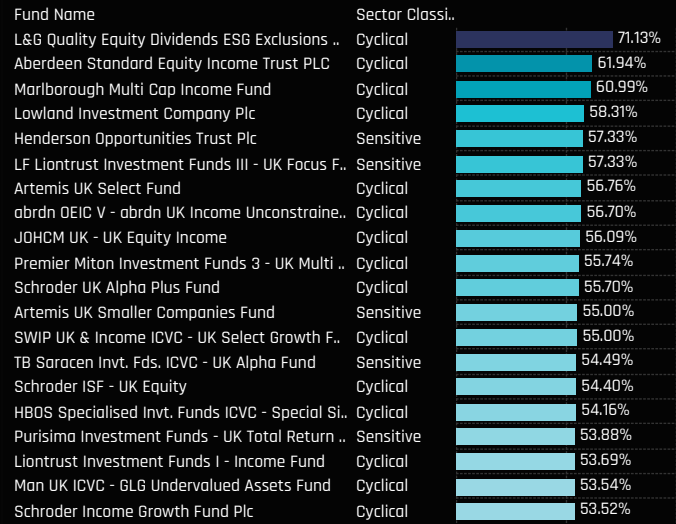 Fund Name Sector Classi..
L&G Quality Equity Dividends ESG Exclusions .. Cyclical 71.13%
Aberdeen Standard Equity Income Trust PLC Cyclical 61.94%
Marlborough Multi Cap Income Fund Cyclical 60.99%
Lowland Investment Company Plc Cyclical 58.31%
Henderson Opportunities Trust Plc Sensitive 57.33%
LF Liontrust Investment Funds III - UK Focus F.. Sensitive 57.33%
Artemis UK Select Fund Cyclical 56.76%
abrdn OEIC V - abrdn UK Income Unconstraine.. Cyclical 56.70%
JOHCM UK - UK Equity Income Cyclical 56.09%
Premier Miton Investment Funds 3 - UK Multi .. Cyclical 55.74%
Schroder UK Alpha Plus Fund Cyclical 55.70%
Artemis UK Smaller Companies Fund Sensitive 55.00%
SWIP UK & Income ICVC - UK Select Growth F.. Cyclical 55.00%
TB Saracen Invt. Fds. ICVC - UK Alpha Fund Sensitive 54.49%
Schroder ISF - UK Equity Cyclical 54.40%
HBOS Specialised Invt. Funds ICVC - Special Si.. Cyclical 54.16%
Purisima Investment Funds - UK Total Return .. Sensitive 53.88%
Liontrust Investment Funds I - Income Fund Cyclical 53.69%
Man UK ICVC - GLG Undervalued Assets Fund Cyclical 53.54%
Schroder Income Growth Fund Plc Cyclical 53.52%